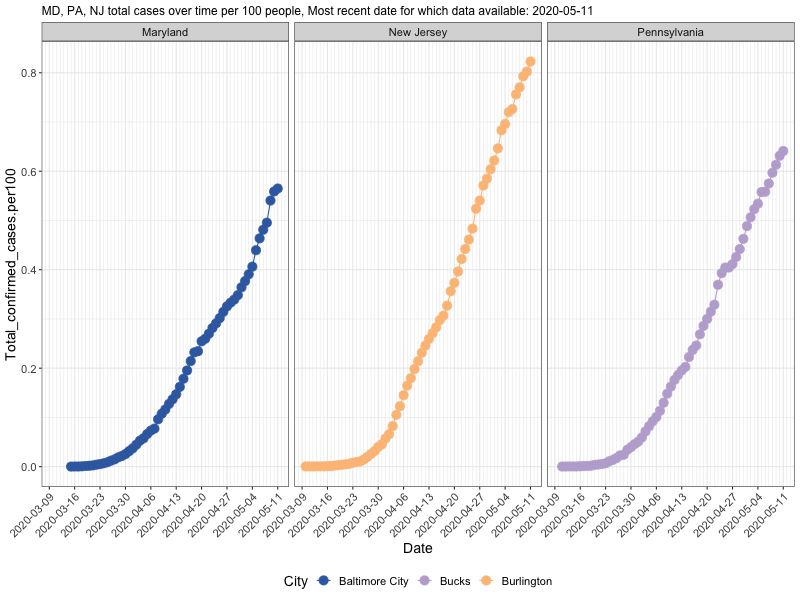 MD, PA, NJ total cases over time per 100 people, Most recent date for which data available: 2020-05-11
Maryland
New Jersey
Pennsylvania
Total_confirmed_cases.per100
0.8
0.6
0.4
0.2
0.0
2020-03-09 2020-03-16 2020-03-23 2020-03-30 2020-04-06 2020-04-13 2020-04-20 2020-04-27 2020-05-04 2020-05-11
2020-03-09 2020-03-16 2020-03-23 2020-03-30 2020-04-06 2020-04-13 2020-04-20 2020-04-27 2020-05-04 2020-05-11
2020-03-09 2020-03-16 2020-03-23 2020-03-30 2020-04-06 2020-04-13 2020-04-20 2020-04-27 2020-05-04 2020-05-11
Date
City Baltimore City Bucks Burlington